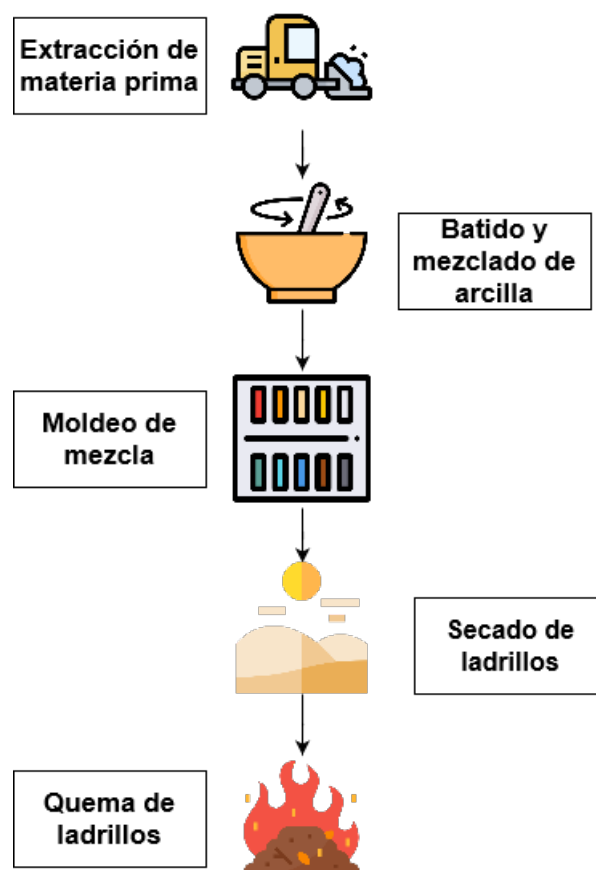 Extracción de
materia prima
Batido y
mezclado de
arcilla
Moldeo de
mezcla
Secado de
ladrillos
Quema de
ladrillos